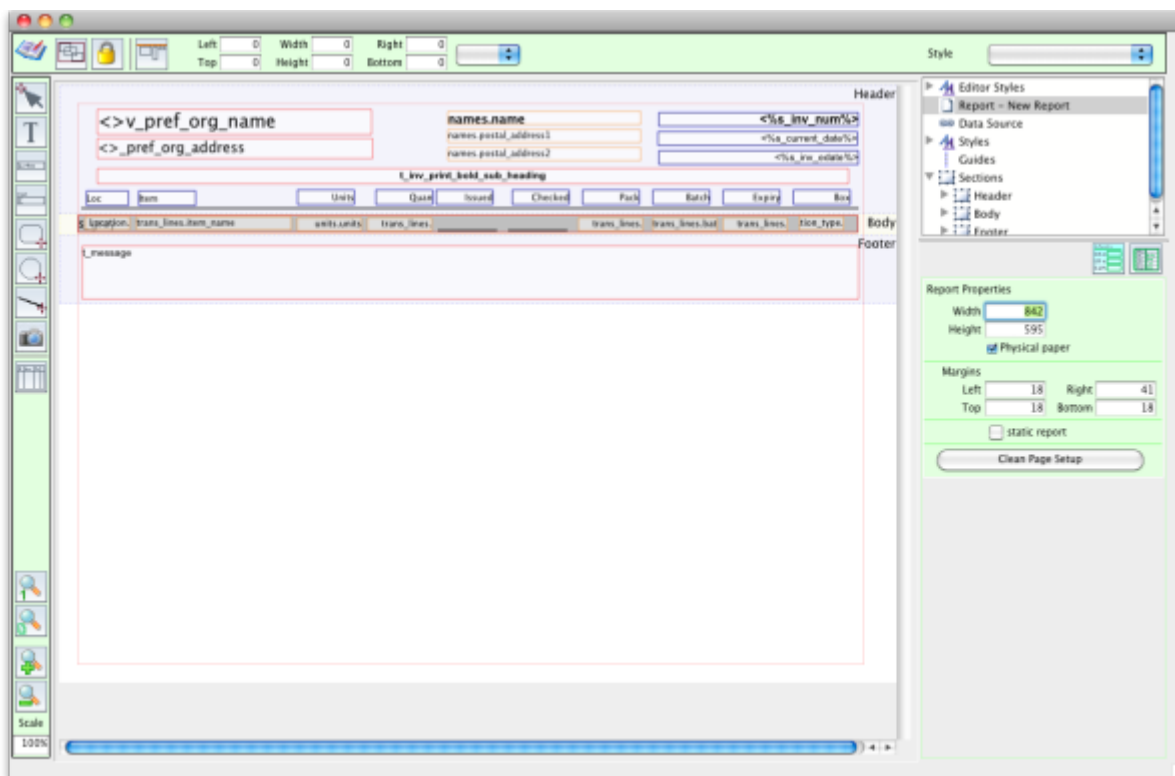 Left 0 Width 0 Right 0
Top 0 Height 0 Bottom 0
Style
Header
<>v_pref_org_name names.name <%s_inv_num%>
<>_pref_org_address names.postal_address1 <%s_current_date%>
names.postal_address2 <%s_inv_edate%>
t_inv_print_bold_sub_heading
Loc Item Units Quan Issued Checked Pack Batch Expiry Box
trans_lines.item_name units.units trans_lines. trans_lines. trans_lines.bat trans_lines. tion_type. Body
Footer
t_message
Editor Styles
Report - New Report
Data Source
Styles
Guides
Sections
Header
Body
Footer
Report Properties
Width 842
Height 595
Physical paper
Margins
Left 18 Right 41
Top 18 Bottom 18
static report
Clean Page Setup
T
Scale
100%